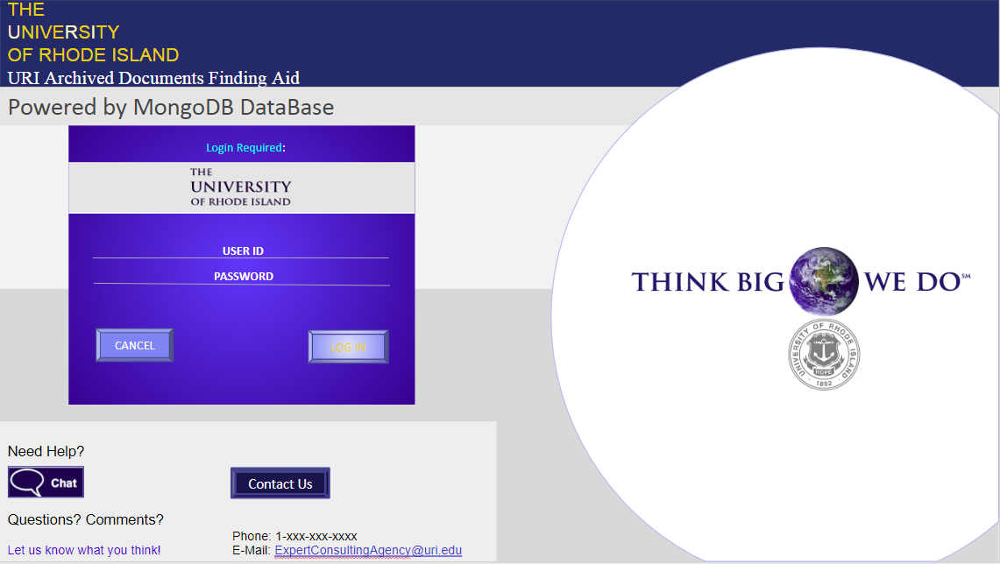 THE
UNIVERSITY
OF RHODE ISLAND
URI Archived Documents Finding Aid
Powered by MongoDB DataBase
Login Required:
THE
UNIVERSITY
OF RHODE ISLAND
USER ID
PASSWORD
CANCEL
LOG IN
THINK BIG WE DO℠
UNIVERSITY OF RHODE ISLAND
HOPE
1892
Need Help?
Chat
Contact Us
Questions? Comments?
Let us know what you think!
Phone: 1-xxx-xxx-xxxx
E-Mail: ExpertConsultingAgency@uri.edu